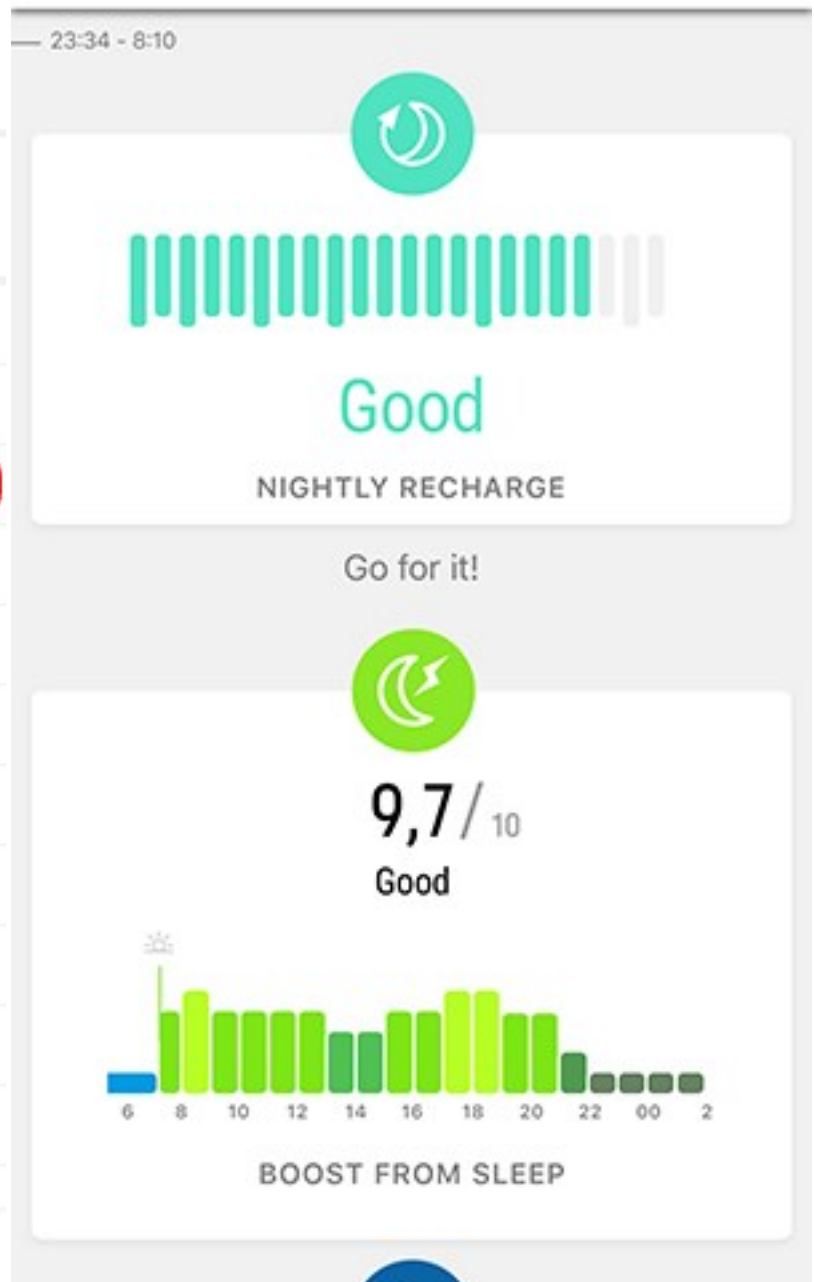 23:34 - 8:10
Good
NIGHTLY RECHARGE
Go for it!
9,7/10
Good
6 8 10 12 14 16 18 20 22 00 2
BOOST FROM SLEEP